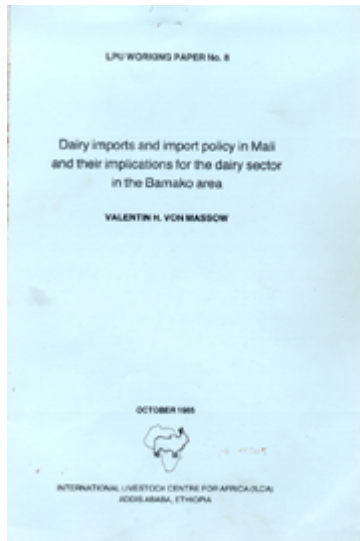 LPU WORKING PAPER No. 8
Dairy imports and import policy in Mali
and their implications for the dairy sector
in the Bamako area
VALENTIN H. VON MASSOW
OCTOBER 1985
INTERNATIONAL LIVESTOCK CENTRE FOR AFRICA (ILCA)
ADDIS ABABA, ETHIOPIA